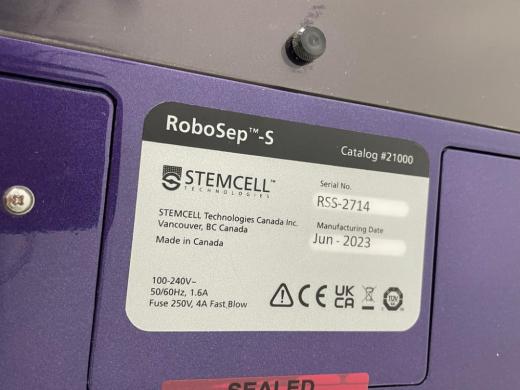 RoboSep™-S
Catalog #21000
STEMCELL™
TECHNOLOGIES
Serial No.
RSS-2714
STEMCELL Technologies Canada Inc.
Vancouver, BC Canada
Manufacturing Date
Jun - 2023
Made in Canada
100-240V~
50/60Hz, 1.6A
Fuse 250V, 4A Fast Blow
CE
UK
CA
SEALED